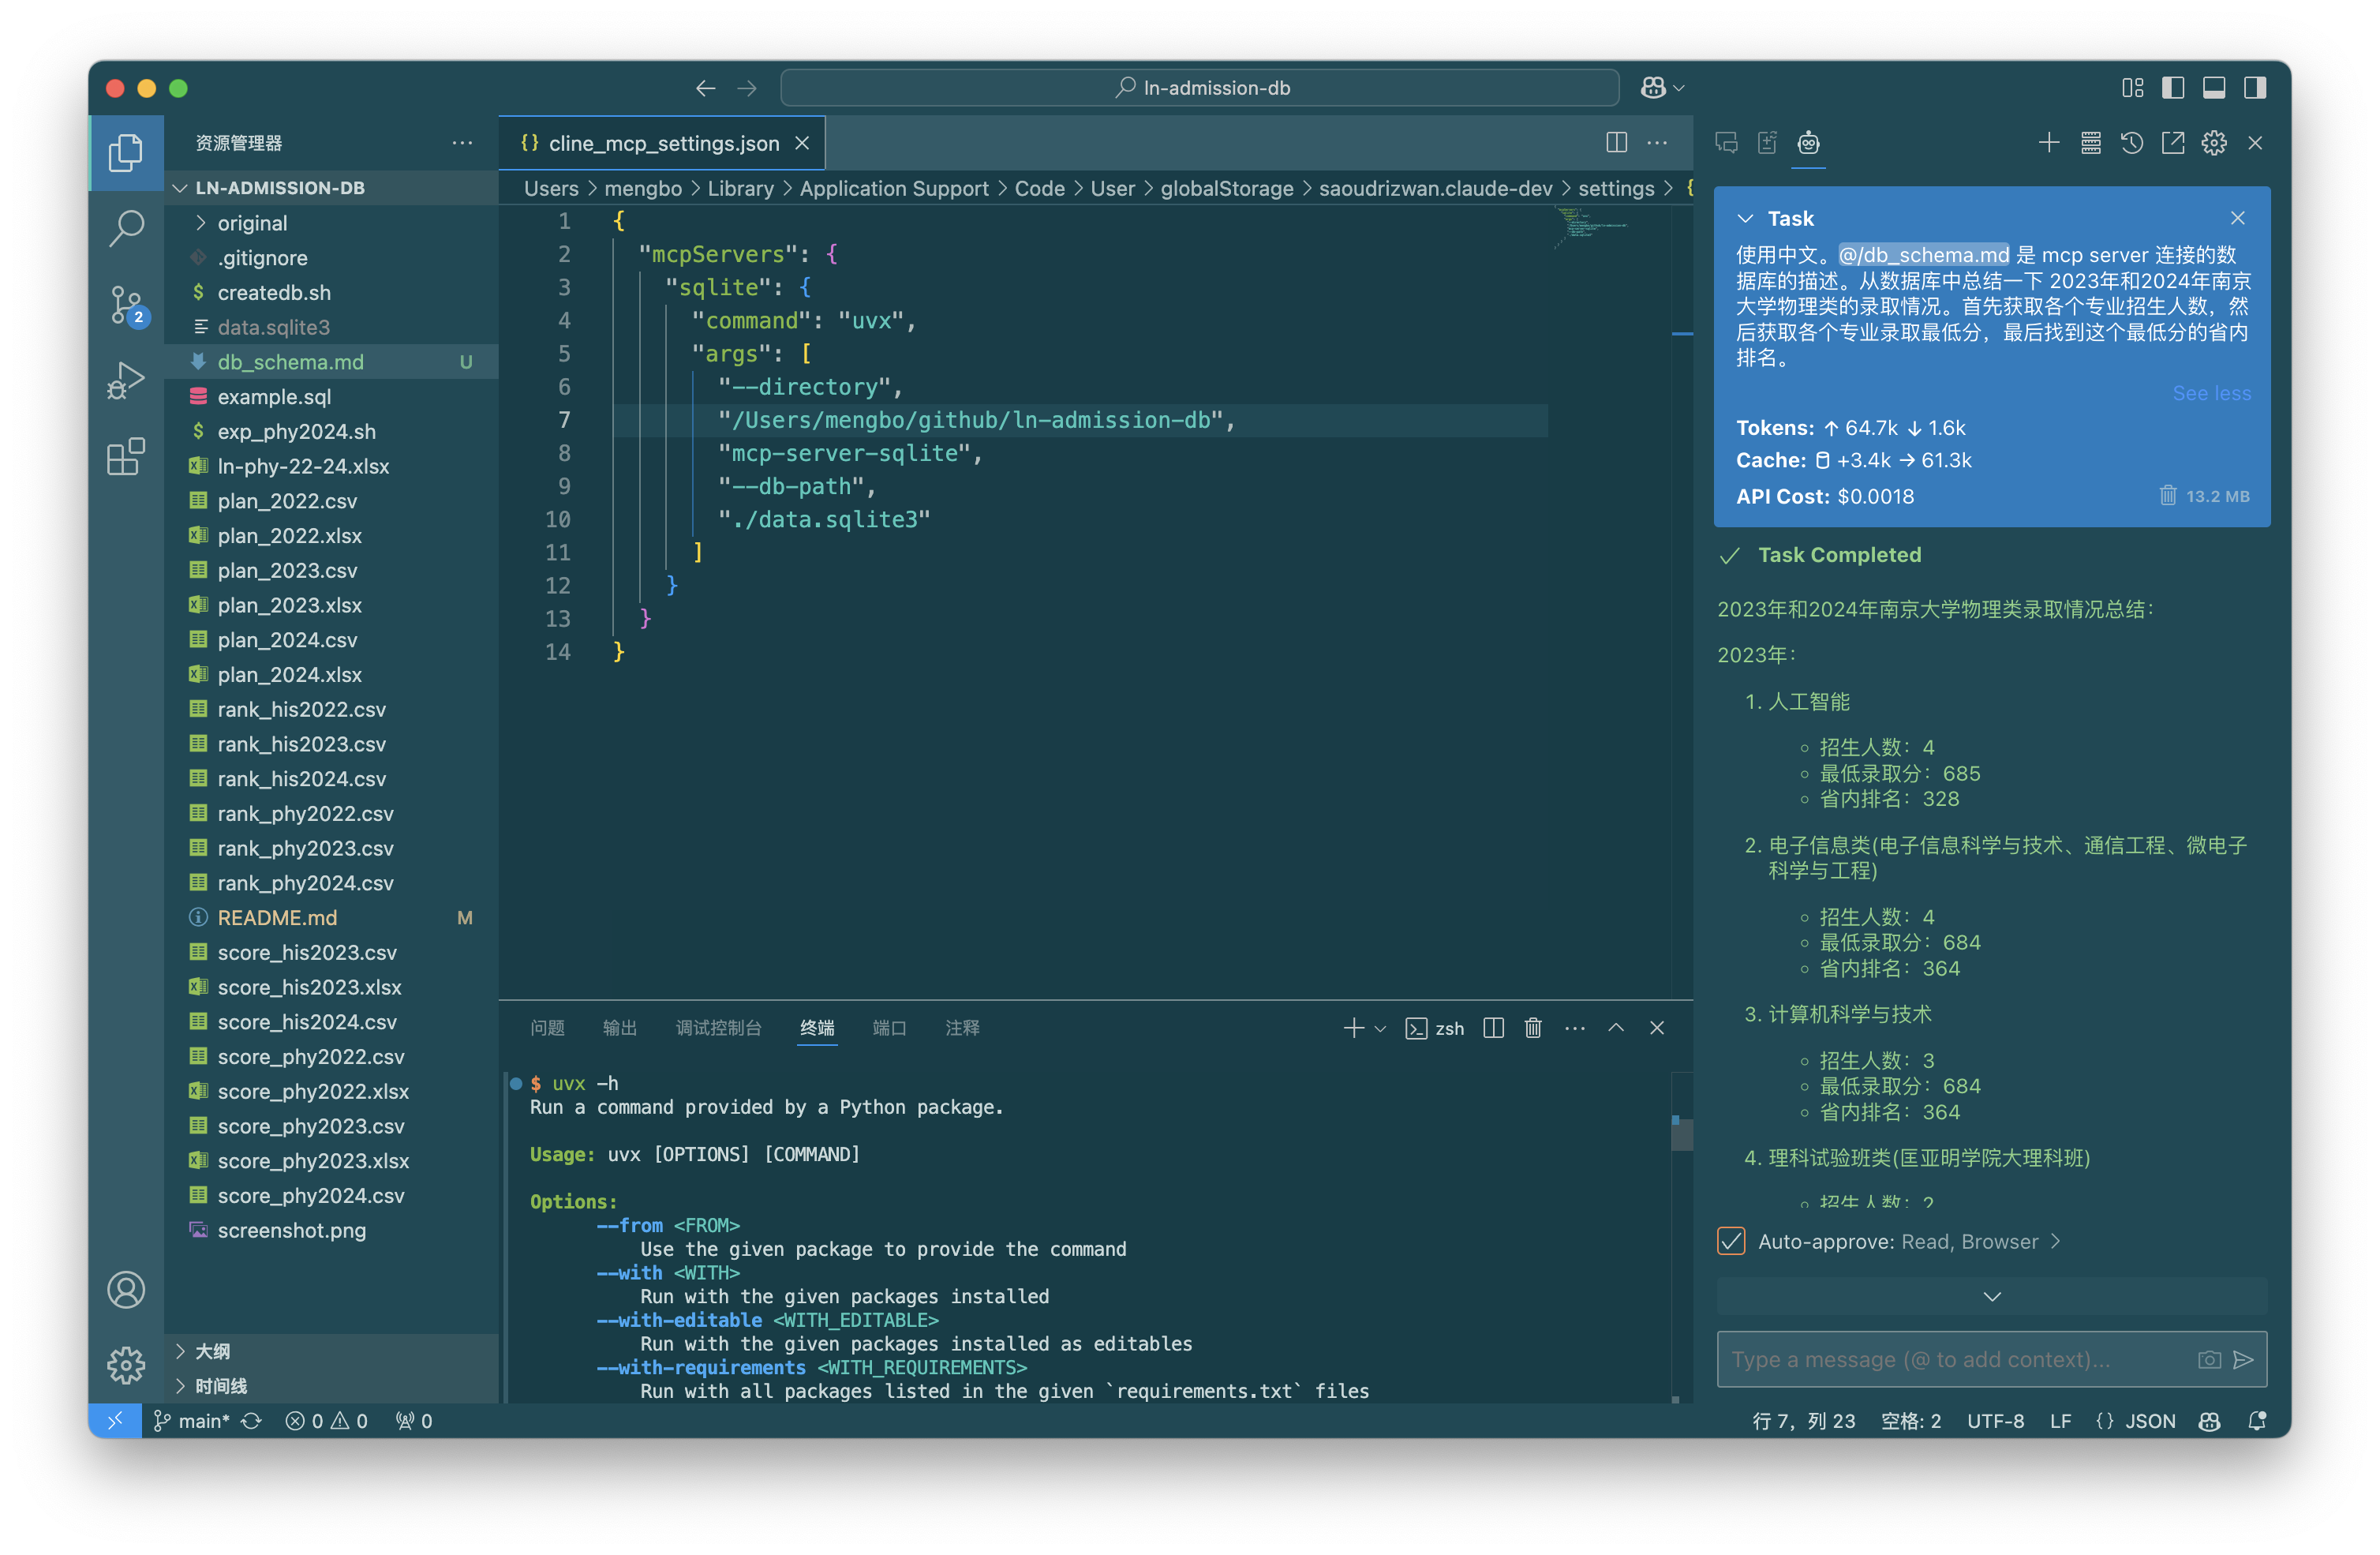 ln-admission-db
资源管理器
LN-ADMISSION-DB
original
.gitignore
createdb.sh
data.sqlite3
db_schema.md U
example.sql
exp_phy2024.sh
ln-phy-22-24.xlsx
plan_2022.csv
plan_2022.xlsx
plan_2023.csv
plan_2023.xlsx
plan_2024.csv
plan_2024.xlsx
rank_his2022.csv
rank_his2023.csv
rank_his2024.csv
rank_phy2022.csv
rank_phy2023.csv
rank_phy2024.csv
README.md M
score_his2023.csv
score_his2023.xlsx
score_his2024.csv
score_phy2022.csv
score_phy2022.xlsx
score_phy2023.csv
score_phy2023.xlsx
score_phy2024.csv
screenshot.png
大纲
时间线
2
{} cline_mcp_settings.json
Users > mengbo > Library > Application Support > Code > User > globalStorage > saoudrizwan.claude-dev > settings > {
1 {
2 "mcpServers": {
3 "sqlite": {
4 "command": "uvx",
5 "args": [
6 "--directory",
7 "/Users/mengbo/github/ln-admission-db",
8 "mcp-server-sqlite",
9 "--db-path",
10 "./data.sqlite3"
11 ]
12 }
13 }
14 }
问题 输出 调试控制台 终端 端口 注释
zsh
$ uvx -h
Run a command provided by a Python package.
Usage: uvx [OPTIONS] [COMMAND]
Options:
--from <FROM>
Use the given package to provide the command
--with <WITH>
Run with the given packages installed
--with-editable <WITH_EDITABLE>
Run with the given packages installed as editables
--with-requirements <WITH_REQUIREMENTS>
Run with all packages listed in the given `requirements.txt` files
Task
使用中文。@/db_schema.md 是 mcp server 连接的数
据库的描述。从数据库中总结一下 2023年和2024年南京
大学物理类的录取情况。首先获取各个专业招生人数，然
后获取各个专业录取最低分，最后找到这个最低分的省内
排名。
See less
Tokens: ↑ 64.7k ↓ 1.6k
Cache: +3.4k → 61.3k
API Cost: $0.0018
13.2 MB
Task Completed
2023年和2024年南京大学物理类录取情况总结：
2023年：
1. 人工智能
招生人数：4
最低录取分：685
省内排名：328
2. 电子信息类(电子信息科学与技术、通信工程、微电子
科学与工程)
招生人数：4
最低录取分：684
省内排名：364
3. 计算机科学与技术
招生人数：3
最低录取分：684
省内排名：364
4. 理科试验班类(匡亚明学院大理科班)
招生人数：2
Auto-approve: Read, Browser >
Type a message (@ to add context)...
main* 0 0 0
行 7，列 23 空格: 2 UTF-8 LF {} JSON